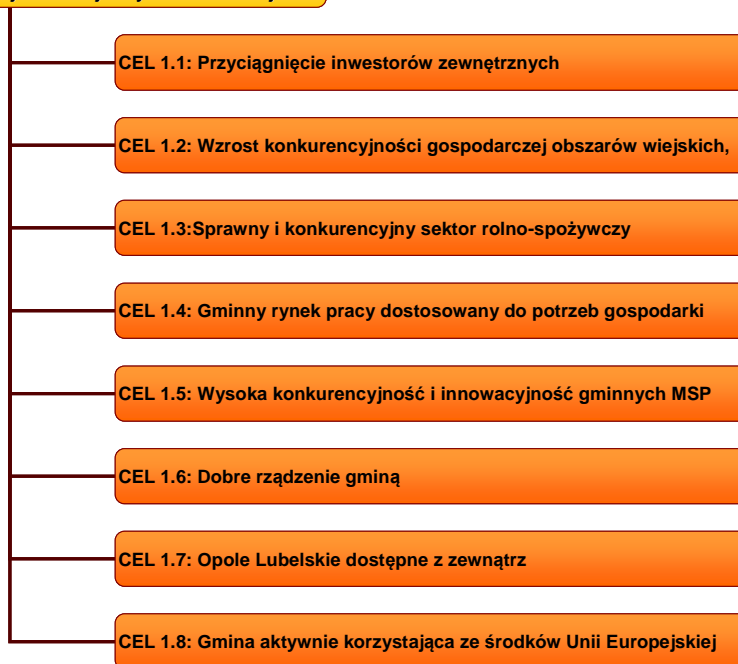 CEL 1.1: Przyciągnięcie inwestorów zewnętrznych
CEL 1.2: Wzrost konkurencyjności gospodarczej obszarów wiejskich,
CEL 1.3:Sprawny i konkurencyjny sektor rolno-spożywczy
CEL 1.4: Gminny rynek pracy dostosowany do potrzeb gospodarki
CEL 1.5: Wysoka konkurencyjność i innowacyjność gminnych MSP
CEL 1.6: Dobre rządzenie gminą
CEL 1.7: Opole Lubelskie dostępne z zewnątrz
CEL 1.8: Gmina aktywnie korzystająca ze środków Unii Europejskiej